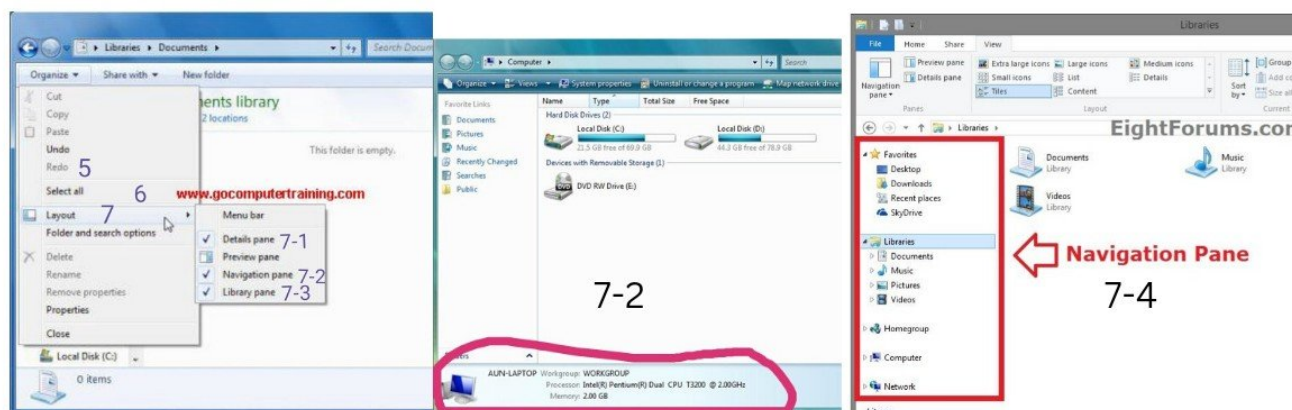 Libraries ▸ Documents ▸
Search Docum
Organize ▾ Share with ▾ New folder
Cut
Copy
Paste
Undo
Redo 5
Select all 6
Layout 7
Folder and search options
Delete
Rename
Remove properties
Properties
Close
Local Disk (C:)
0 items
ents library
2 locations
This folder is empty.
www.gocomputertraining.com
Menu bar
Details pane 7-1
Preview pane
Navigation pane 7-2
Library pane 7-3
Computer ▸
Search
Organize ▾ Views ▾ System properties Uninstall or change a program Map network drive
Favorite Links
Documents
Pictures
Music
Recently Changed
Searches
Public
Name Type Total Size Free Space
Hard Disk Drives (2)
Local Disk (C:) Local Disk (D:)
21.5 GB free of 69.9 GB 44.3 GB free of 78.9 GB
Devices with Removable Storage (1)
DVD RW Drive (E:)
7-2
AUN-LAPTOP Workgroup: WORKGROUP
Processor: Intel(R) Pentium(R) Dual CPU T3200 @ 2.00GHz
Memory: 2.00 GB
Libraries
File Home Share View
Navigation pane ▾
Preview pane
Details pane
Panes
Extra large icons Large icons Medium icons
Small icons List Details
Tiles Content
Layout
Sort by ▾
Group
Add co
Size all
Current
Libraries ▸
EightForums.com
Favorites
Desktop
Downloads
Recent places
SkyDrive
Libraries
Documents
Music
Pictures
Videos
Homegroup
Computer
Network
Documents
Library
Music
Library
Videos
Library
Navigation Pane
7-4